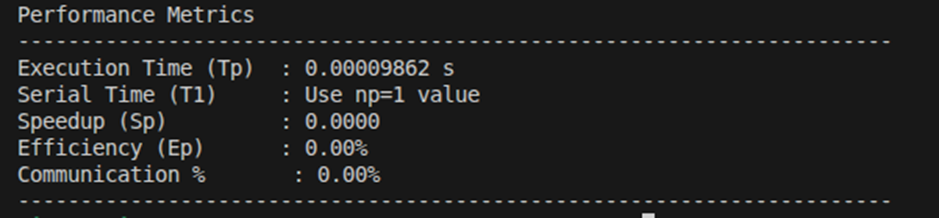 Performance Metrics
--------------------------------------------------------------------------
Execution Time (Tp)  : 0.00009862 s
Serial Time (T1)     : Use np=1 value
Speedup (Sp)         : 0.0000
Efficiency (Ep)      : 0.00%
Communication %       : 0.00%
--------------------------------------------------------------------------